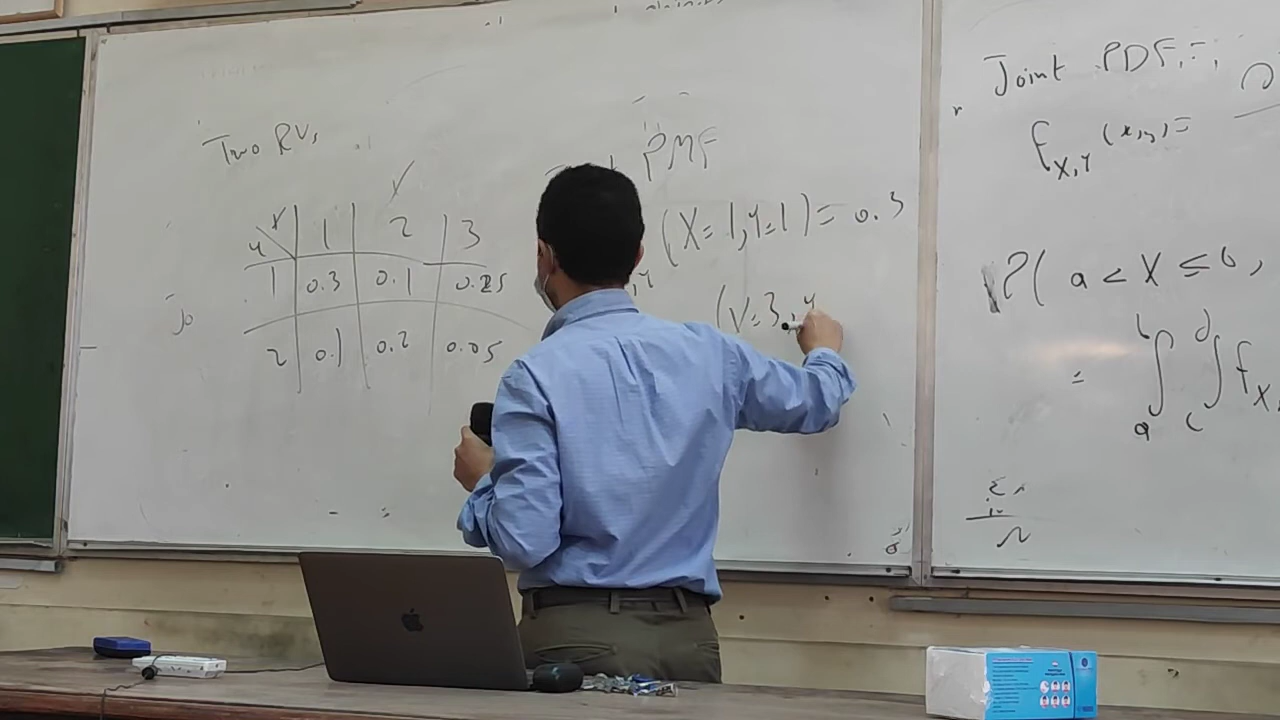 Two RVs
PMF
X
y X 1 2 3
1 0.3 0.1 0.25
2 0.1 0.2 0.05
Jo
(X=1,Y=1) = 0.3
(X=3, Y
Joint PDF
f X,Y (x,y) =
P( a < X ≤ b,
b d
= ∫ ∫ f X,
a c